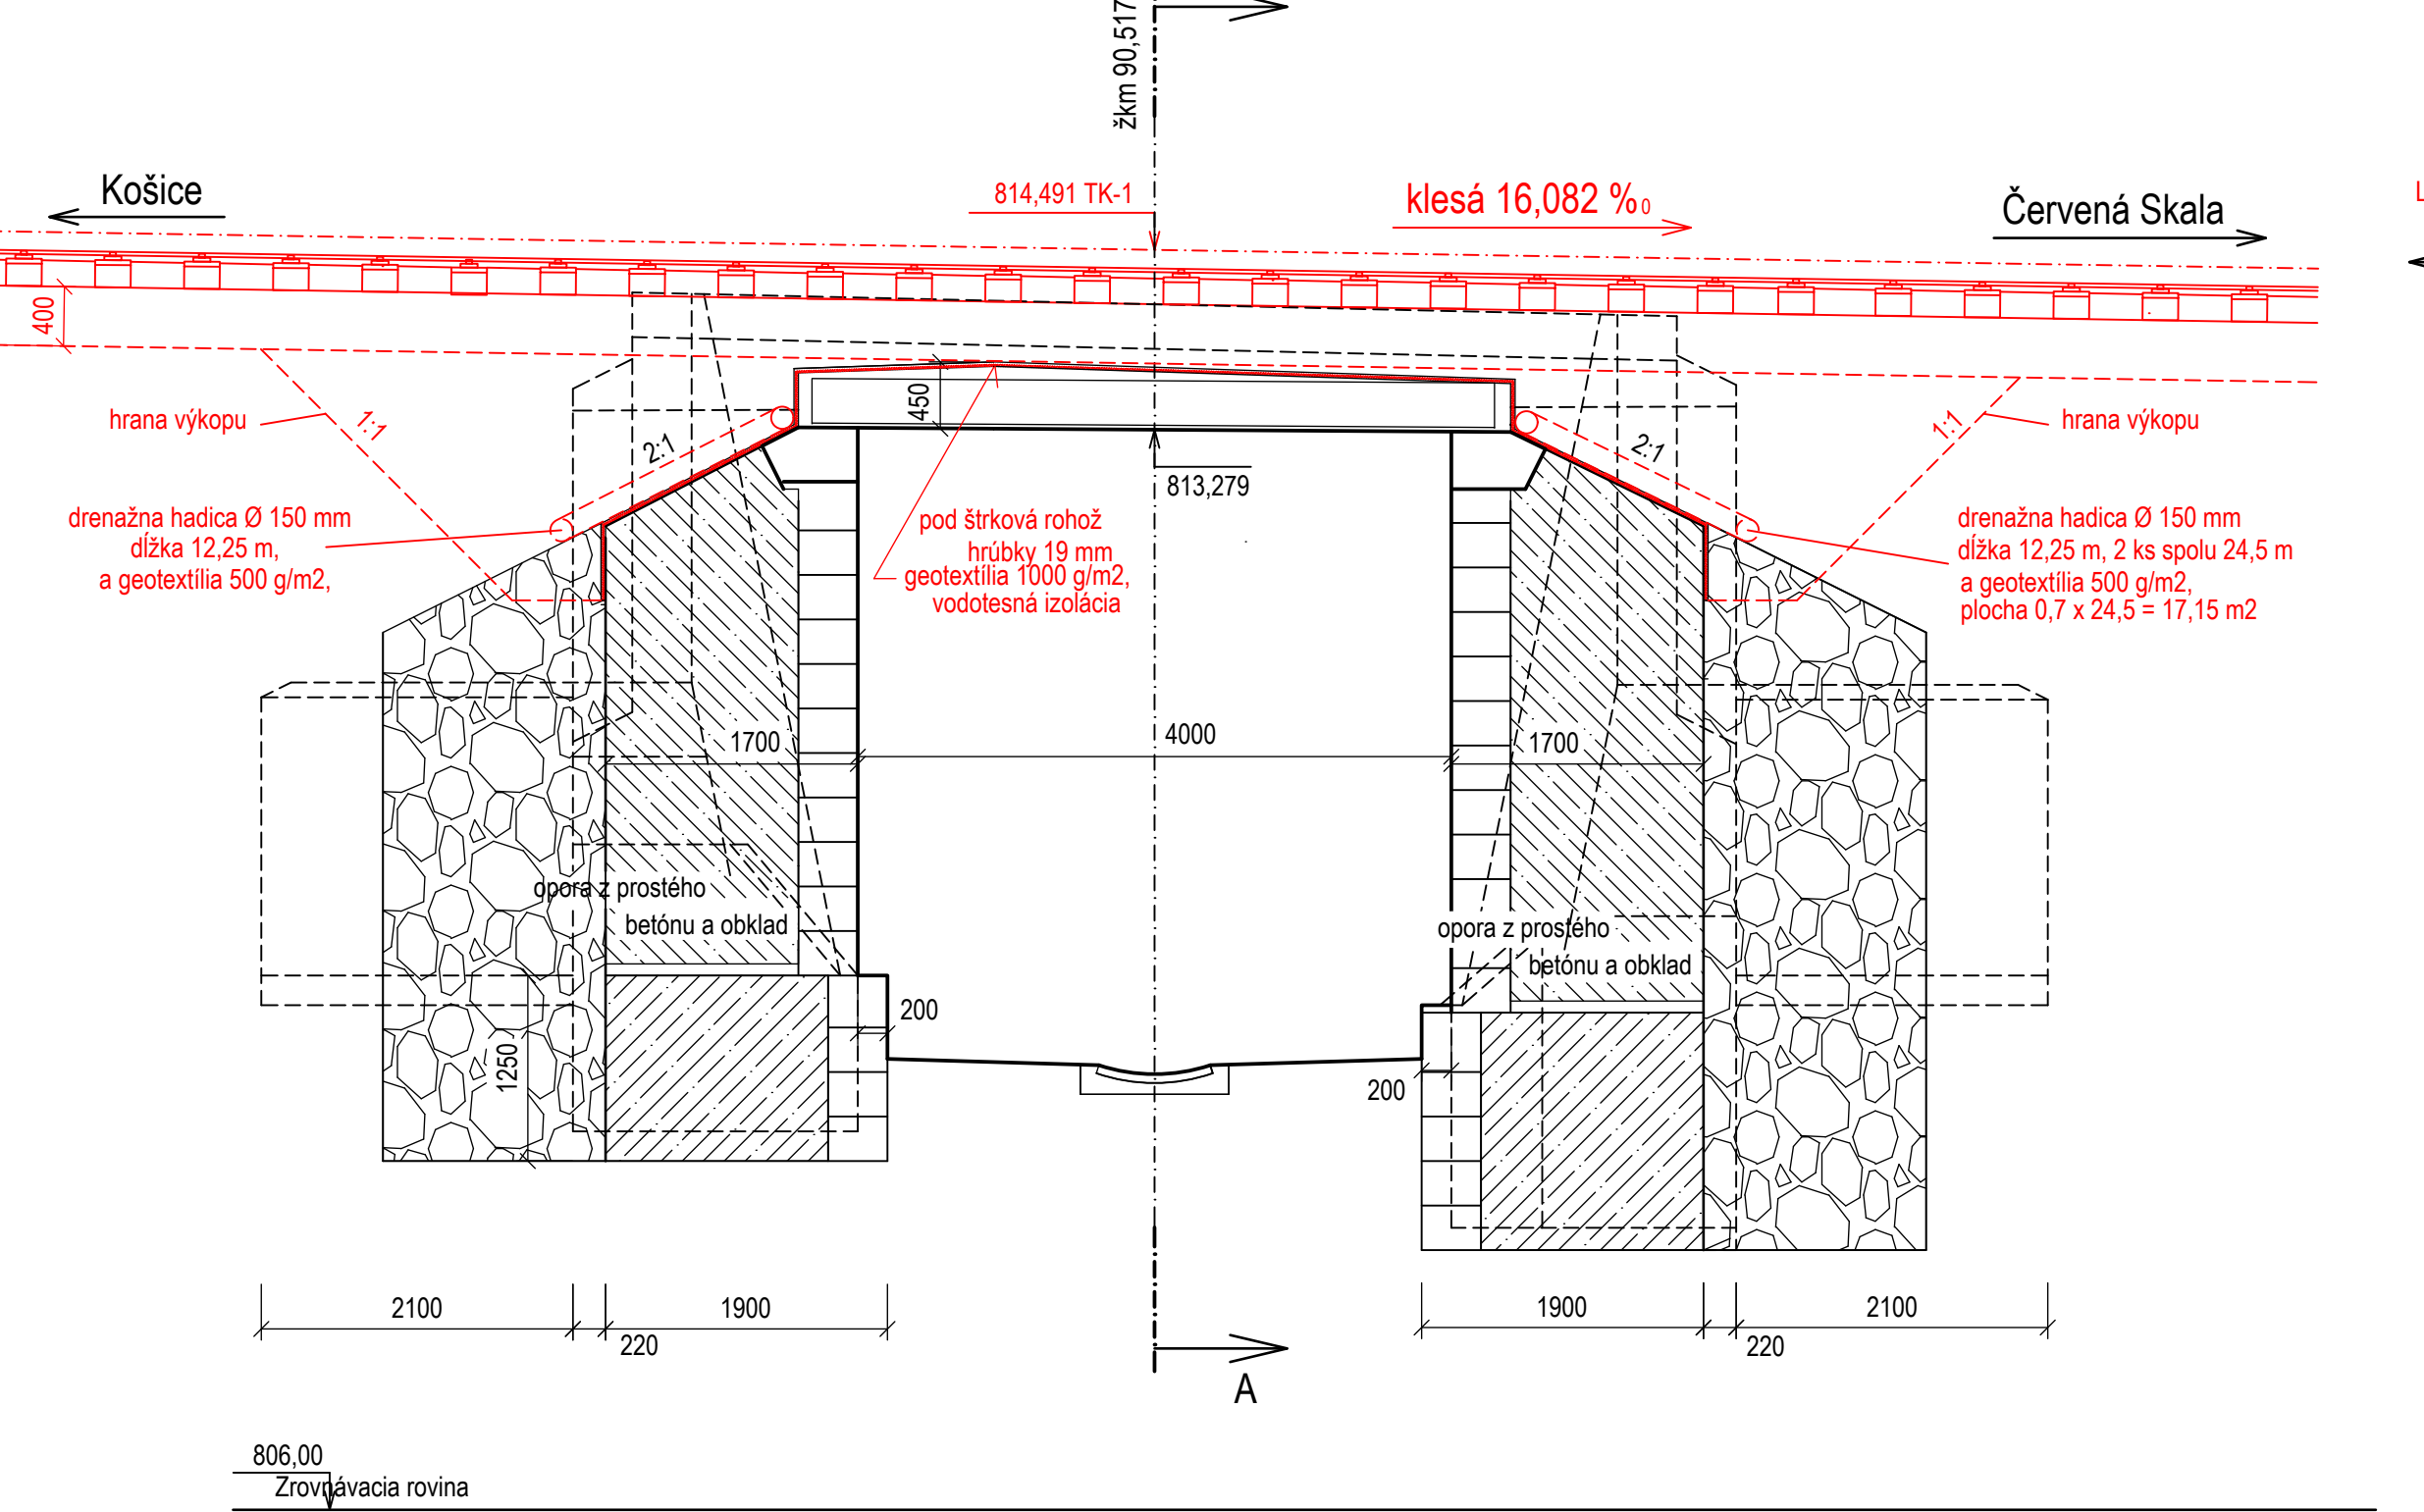 žkm 90,517
Košice
814,491 TK-1
klesá 16,082 ‰
Červená Skala
L
400
hrana výkopu
1:1
2:1
450
813,279
2:1
1:1
hrana výkopu
drenažna hadica Ø 150 mm
dĺžka 12,25 m,
a geotextília 500 g/m2,
pod štrková rohož
hrúbky 19 mm
geotextília 1000 g/m2,
vodotesná izolácia
drenažna hadica Ø 150 mm
dĺžka 12,25 m, 2 ks spolu 24,5 m
a geotextília 500 g/m2,
plocha 0,7 x 24,5 = 17,15 m2
1700
4000
1700
opora z prostého
betónu a obklad
opora z prostého
betónu a obklad
200
1250
200
2100
220
1900
1900
220
2100
A
806,00
Zrovnávacia rovina